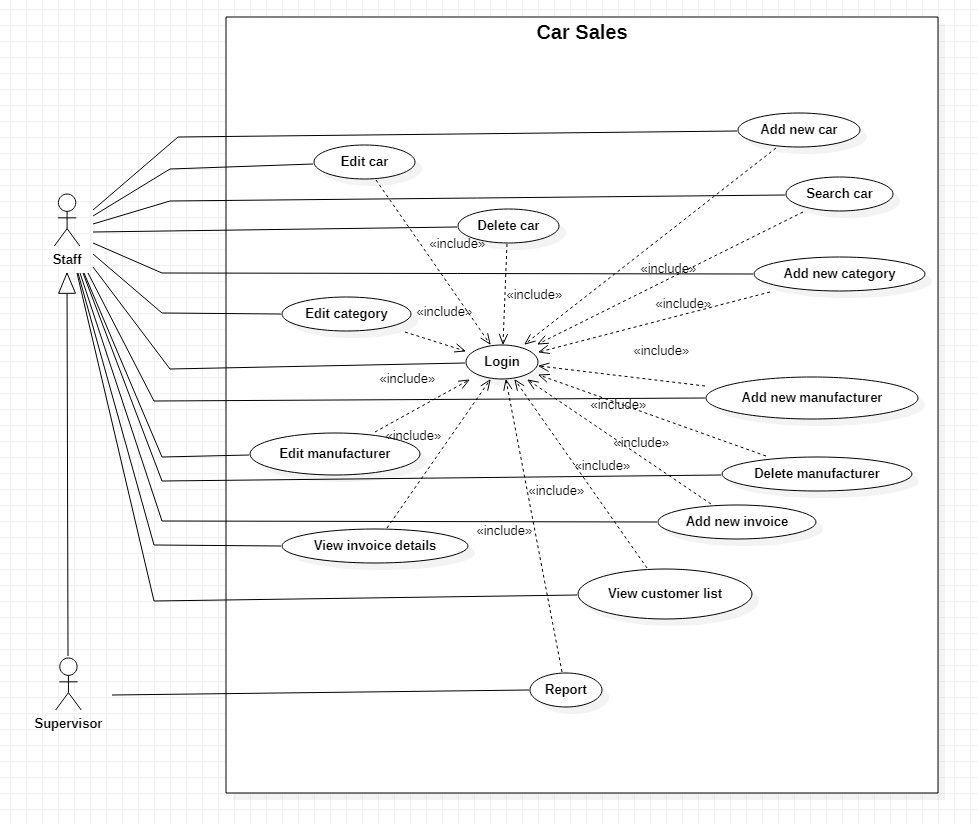 Car Sales
Add new car
Edit car
Search car
Staff
Delete car
«include»
«include»
Add new category
«include»
«include»
Edit category
«include»
«include»
Login
«include»
Add new manufacturer
«include»
«include»
«include»
Edit manufacturer
«include»
Delete manufacturer
«include»
Add new invoice
«include»
View invoice details
View customer list
Report
Supervisor